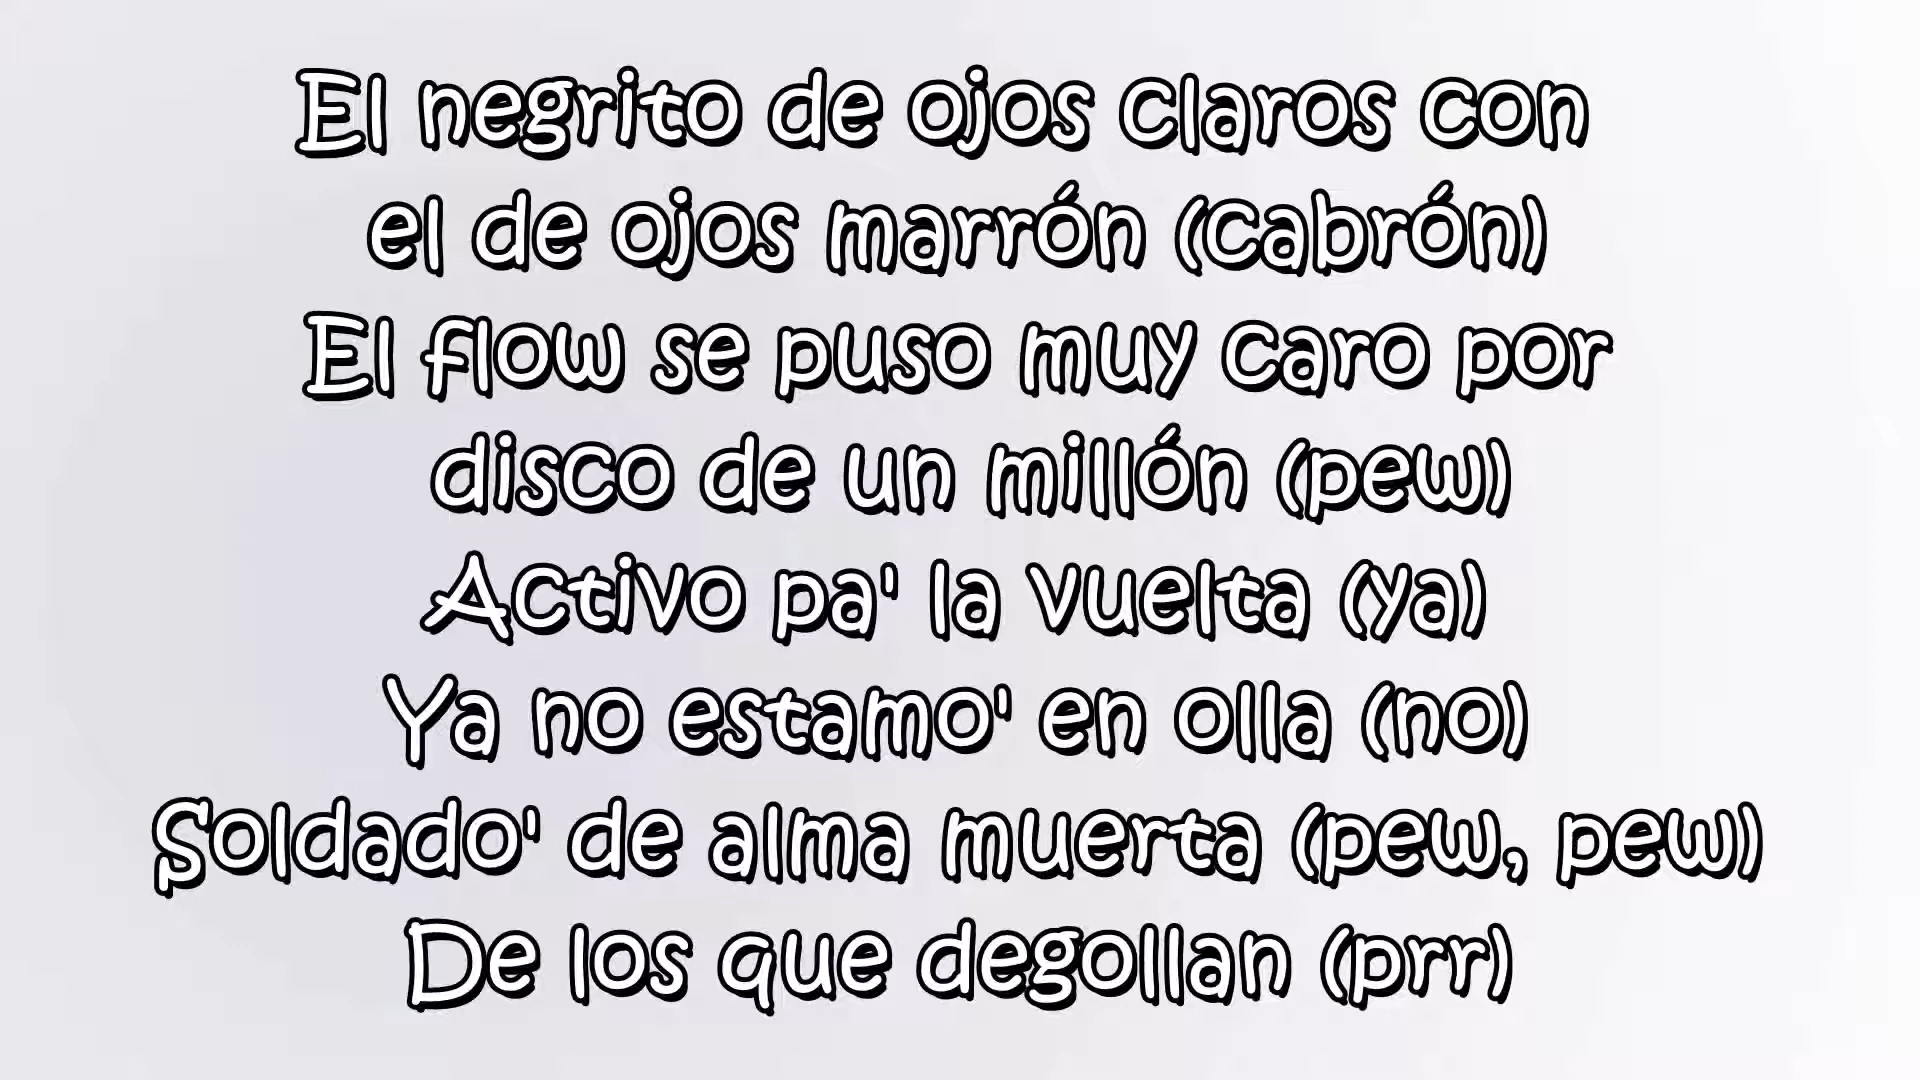 El negrito de ojos claros con
el de ojos marrón (cabrón)
El flow se puso muy caro por
disco de un millón (pew)
Activo pa' la vuelta (ya)
Ya no estamo' en olla (no)
Soldado' de alma muerta (pew, pew)
De los que degollan (prr)